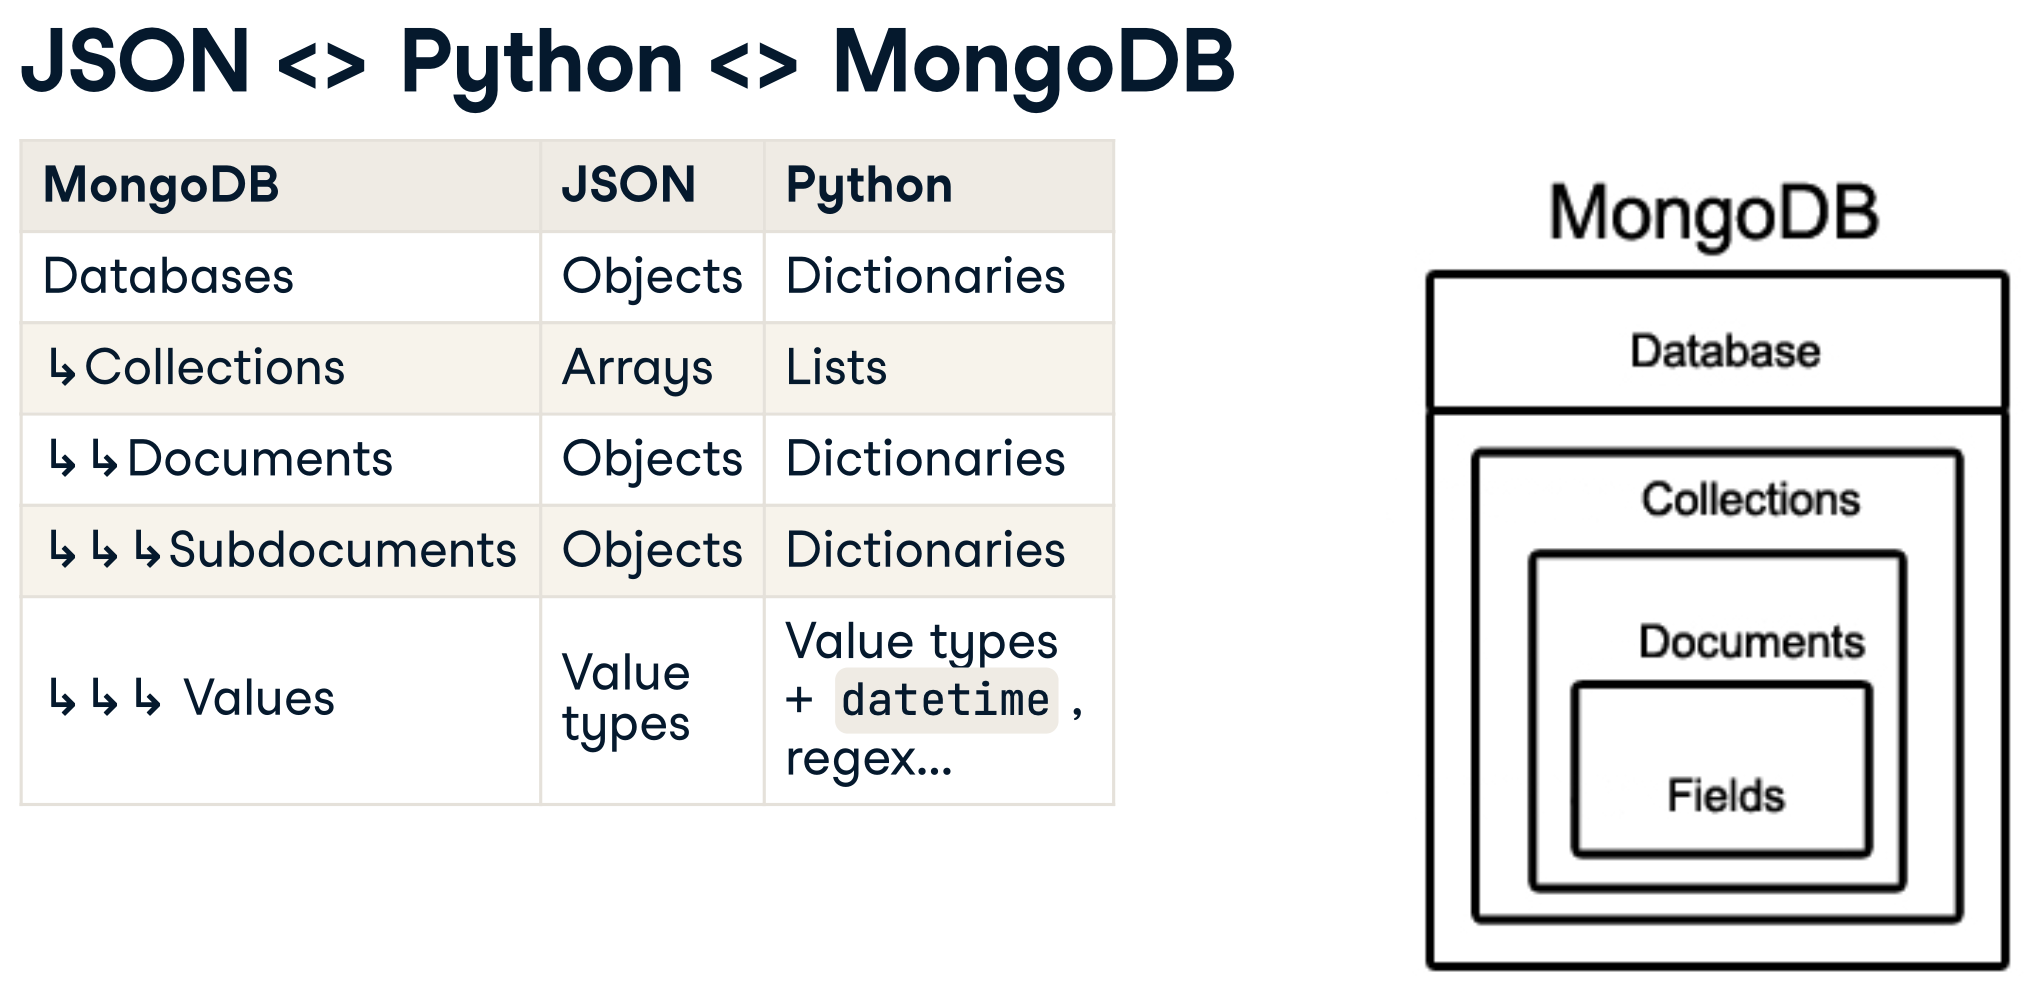 JSON <> Python <> MongoDB
MongoDB JSON Python
Databases Objects Dictionaries
↳Collections Arrays Lists
↳↳Documents Objects Dictionaries
↳↳↳Subdocuments Objects Dictionaries
↳↳↳ Values Value types Value types + datetime , regex...
MongoDB
Database
Collections
Documents
Fields